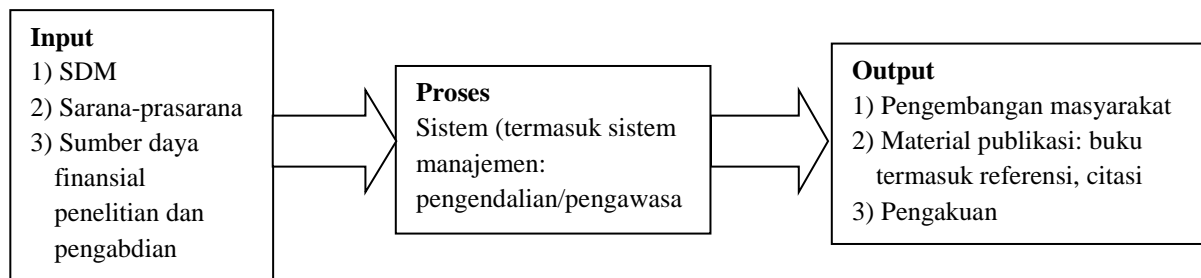 Input
1) SDM
2) Sarana-prasarana
3) Sumber daya
finansial
penelitian dan
pengabdian
Proses
Sistem (termasuk sistem
manajemen:
pengendalian/pengawasa
Output
1) Pengembangan masyarakat
2) Material publikasi: buku
termasuk referensi, citasi
3) Pengakuan